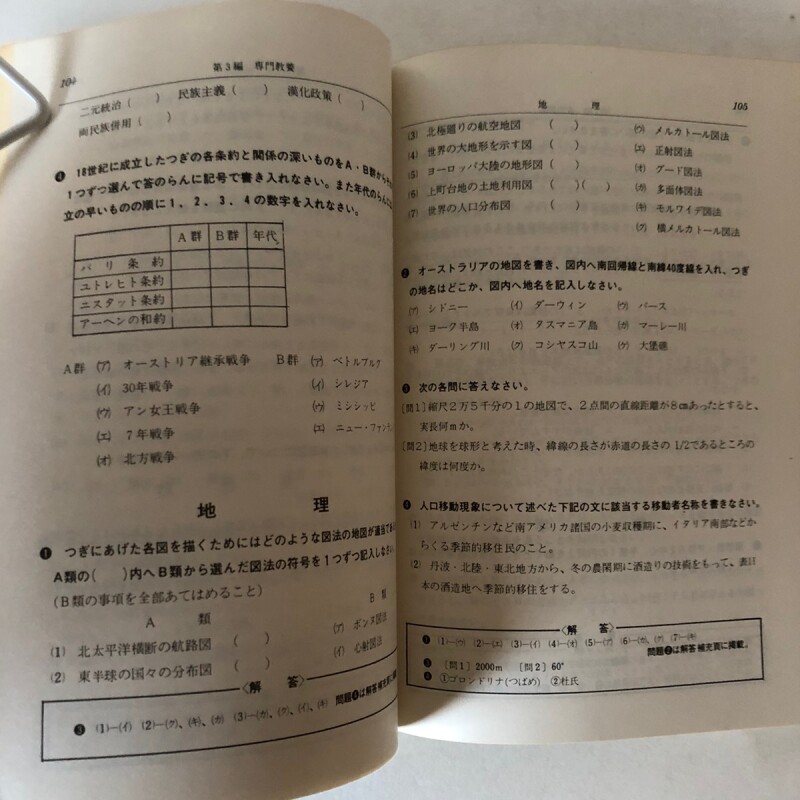 104
第3編 専門教養
二元統治 ( ) 民族主義 ( ) 漢化政策 ( )
両民族併用 ( )
❹ 18世紀に成立したつぎの各条約と関係の深いものをA・B群から
1つずつ選んで答のらんに記号で書き入れなさい。また年代のらんに
立の早いものの順に1，2，3，4の数字を入れなさい。
A群 B群 年代
パリ条約
ユトレヒト条約
ニスタット条約
アーヘンの和約
A群 (ア) オーストリア継承戦争 B群 (ア) ペトルブルク
(イ) 30年戦争 (イ) シレジア
(ウ) アン女王戦争 (ウ) ミシシッピ
(エ) 7年戦争 (エ) ニュー・ファン
(オ) 北方戦争
地理
❶ つぎにあげた各図を描くためにはどのような図法の地図が適当で
A類の( )内へB類から選んだ図法の符号を1つずつ記入しなさい
(B類の事項を全部あてはめること)
A類 B類
(1) 北太平洋横断の航路図 ( ) (ア) ボンヌ図法
(2) 東半球の国々の分布図 ( ) (イ) 心射図法
〈解答〉
❸ (1)―(イ) (2)―(ク)、(キ)、(カ) (3)―(カ)、(ク)、(イ)、(キ) 問題❹は解答補充頁に
地理
105
(3) 北極廻りの航空地図 ( ) (ウ) メルカトール図法
(4) 世界の大地形を示す図 ( ) (エ) 正射図法
(5) ヨーロッパ大陸の地形図 ( ) (オ) グード図法
(6) 上町台地の土地利用図 ( )( ) (カ) 多面体図法
(7) 世界の人口分布図 ( ) (キ) モルワイデ図法
(ク) 横メルカトール図法
❷ オーストラリアの地図を書き、図内へ南回帰線と南緯40度線を入れ、つぎ
の地名はどこか、図内へ地名を記入しなさい。
(ア) シドニー (イ) ダーウィン (ウ) パース
(エ) ヨーク半島 (オ) タスマニア島 (カ) マーレー川
(キ) ダーリング川 (ク) コシヤスコ山 (ケ) 大堡礁
❸ 次の各問に答えなさい。
[問1] 縮尺2万5千分の1の地図で、2点間の直線距離が8cmあったとすると、
実長何mか。
[問2] 地球を球形と考えた時、緯線の長さが赤道の長さの1/2であるところの
緯度は何度か。
❹ 人口移動現象について述べた下記の文に該当する移動者名称を書きなさい。
(1) アルゼンチンなど南アメリカ諸国の小麦収穫期に、イタリア南部などか
らくる季節的移住民のこと。
(2) 丹波・北陸・東北地方から、冬の農閑期に酒造りの技術をもって、
本の酒造地へ季節的移住をする。
〈解答〉
❶ (1)―(ウ) (2)―(エ) (3)―(イ) (4)―(オ) (5)―(ア) (6)―(カ)、(ク) (7)―(キ)
問題❷は解答補充頁に掲載。
❸ [問1] 2000m [問2] 60°
❹ ①ゴロンドリナ(つばめ) ②杜氏